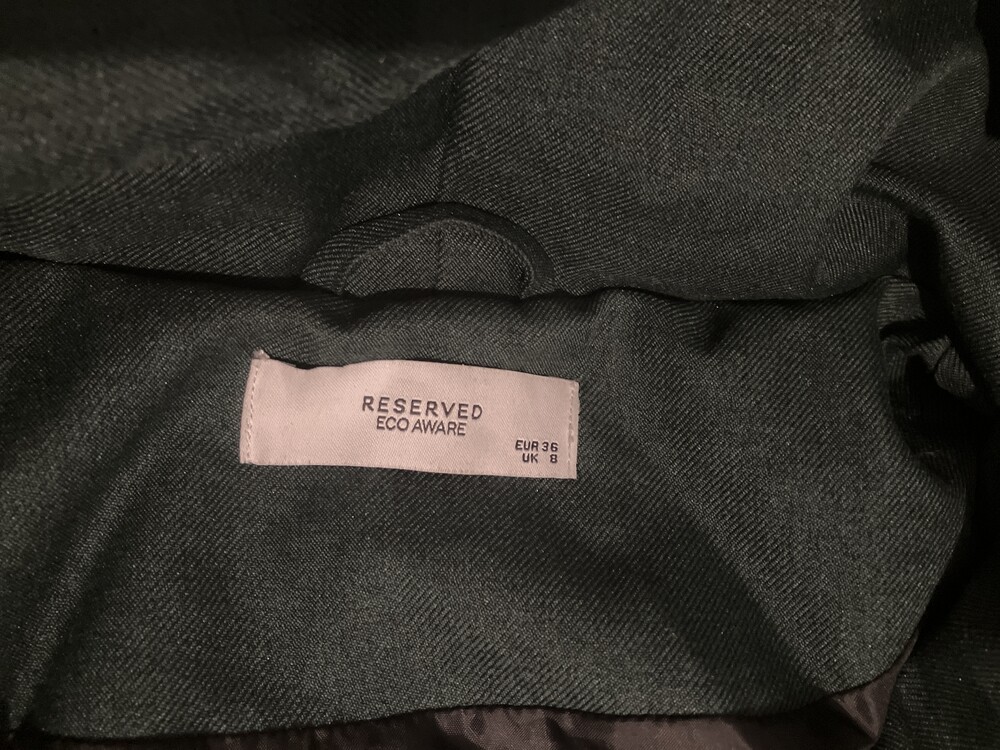 RESERVED
ECO AWARE
EUR 36
UK 8